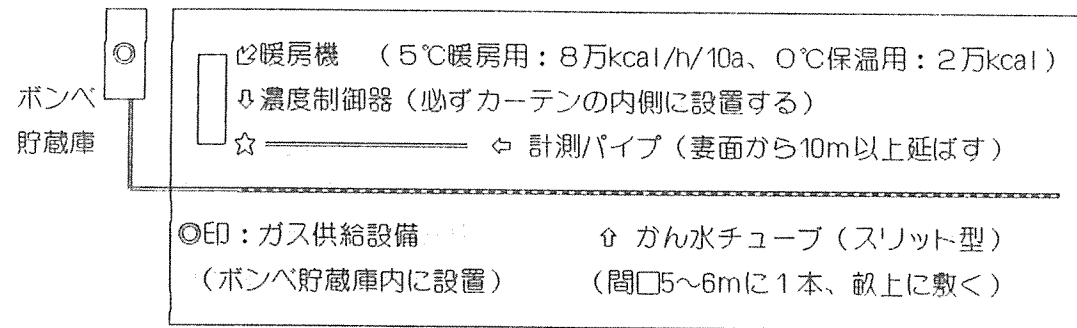 ◎
ボンベ
貯蔵庫
⇙暖房機 (5℃暖房用:8万kcal/h/10a、0℃保温用:2万kcal)
⇩濃度制御器(必ずカーテンの内側に設置する)
☆ ⇦ 計測パイプ(妻面から10m以上延ばす)
◎印:ガス供給設備
(ボンベ貯蔵庫内に設置)
⇧ かん水チューブ(スリット型)
(間口5~6mに1本、畝上に敷く)